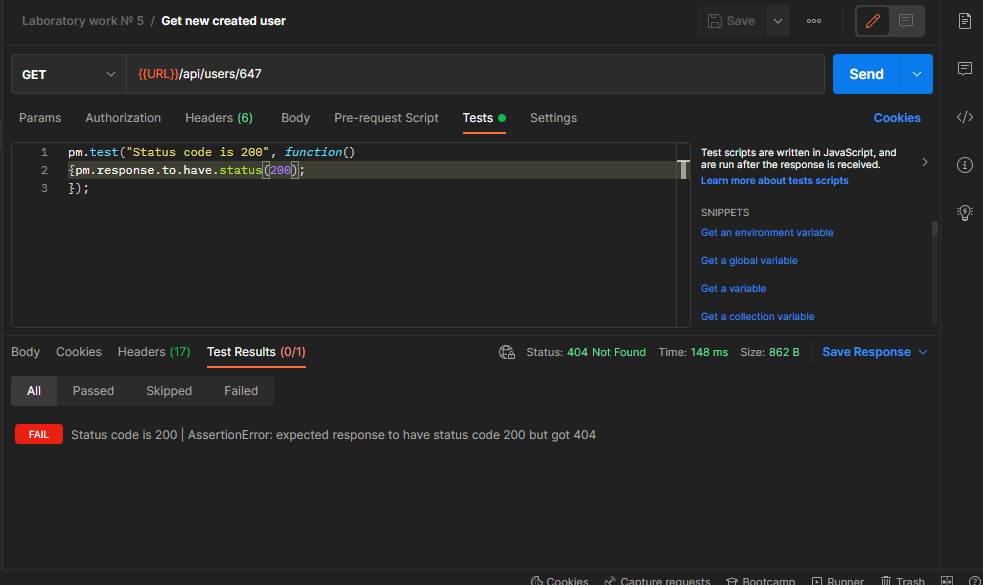 Laboratory work № 5 / Get new created user
Save
GET
{{URL}}/api/users/647
Send
Params Authorization Headers (6) Body Pre-request Script Tests Settings Cookies
1 pm.test("Status code is 200", function()
2 {pm.response.to.have.status(200);
3 });
Test scripts are written in JavaScript, and
are run after the response is received.
Learn more about tests scripts
SNIPPETS
Get an environment variable
Get a global variable
Get a variable
Get a collection variable
Body Cookies Headers (17) Test Results (0/1)
Status: 404 Not Found Time: 148 ms Size: 862 B Save Response
All Passed Skipped Failed
FAIL Status code is 200 | AssertionError: expected response to have status code 200 but got 404
Cookies Capture requests Bootcamp Runner Trash